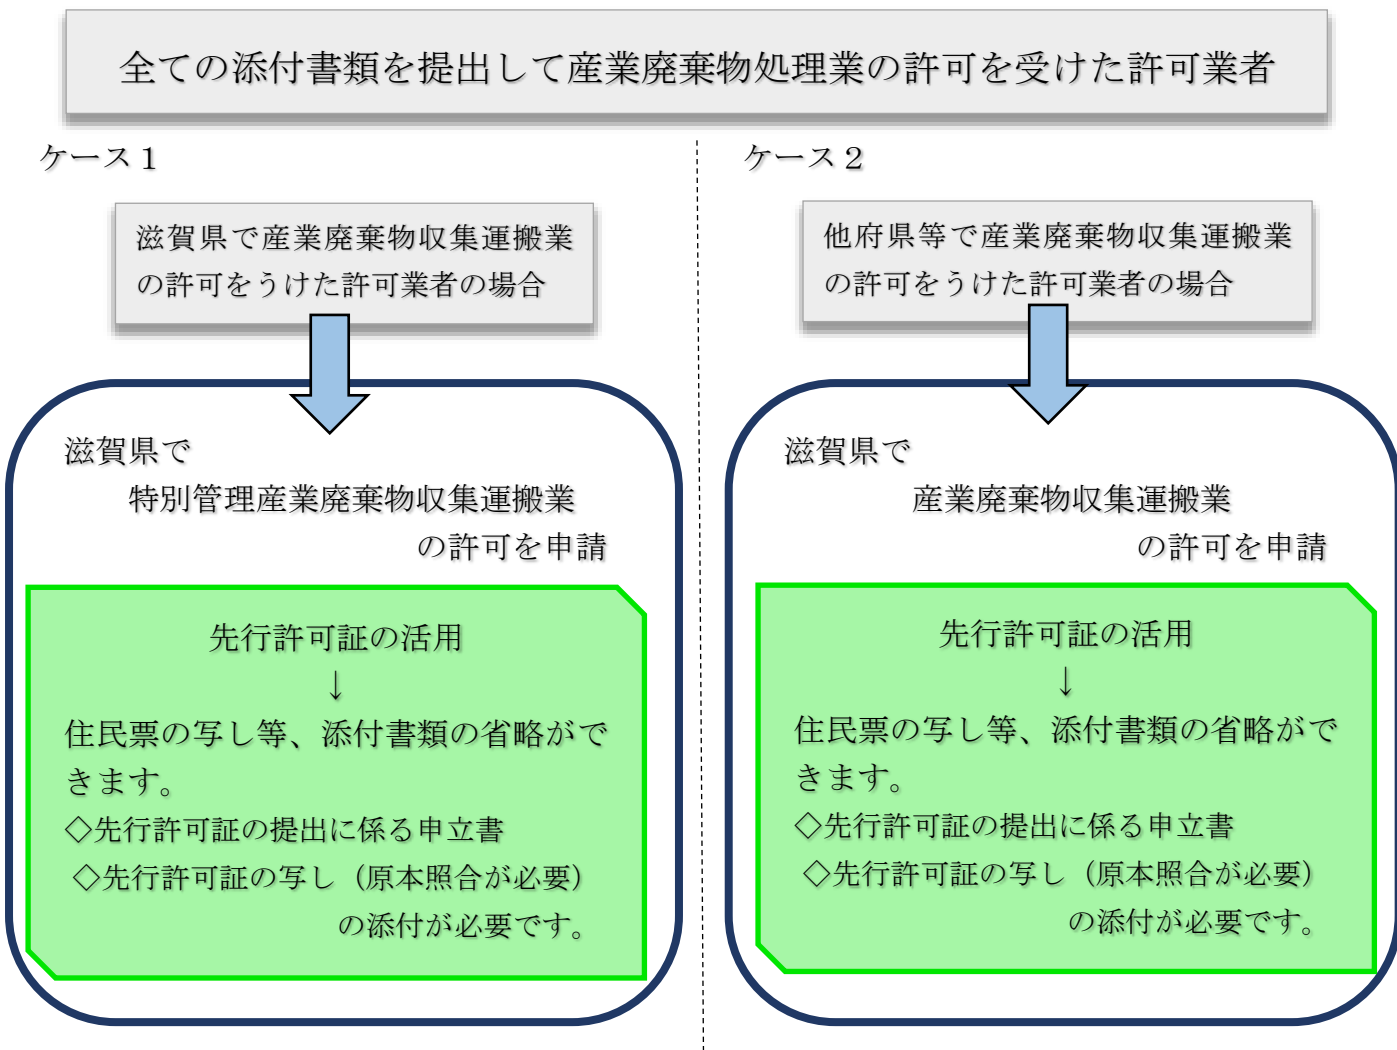 全ての添付書類を提出して産業廃棄物処理業の許可を受けた許可業者
ケース１
滋賀県で産業廃棄物収集運搬業
の許可をうけた許可業者の場合
滋賀県で
特別管理産業廃棄物収集運搬業
の許可を申請
先行許可証の活用
↓
住民票の写し等、添付書類の省略がで
きます。
◇先行許可証の提出に係る申立書
◇先行許可証の写し（原本照合が必要）
の添付が必要です。
ケース２
他府県等で産業廃棄物収集運搬業
の許可をうけた許可業者の場合
滋賀県で
産業廃棄物収集運搬業
の許可を申請
先行許可証の活用
↓
住民票の写し等、添付書類の省略がで
きます。
◇先行許可証の提出に係る申立書
◇先行許可証の写し（原本照合が必要）
の添付が必要です。